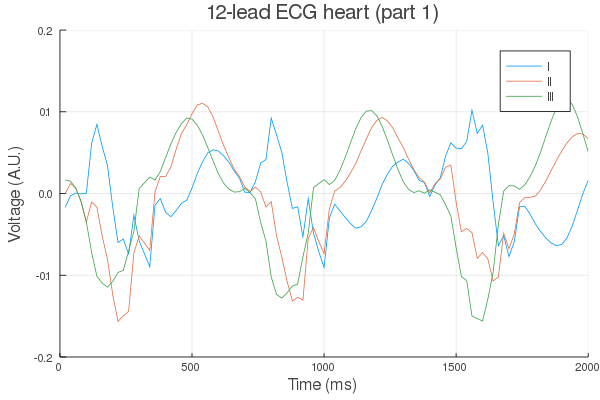 12-lead ECG heart (part 1)
0.2
0.1
0.0
-0.1
-0.2
Voltage (A.U.)
I
II
III
0
500
1000
1500
2000
Time (ms)